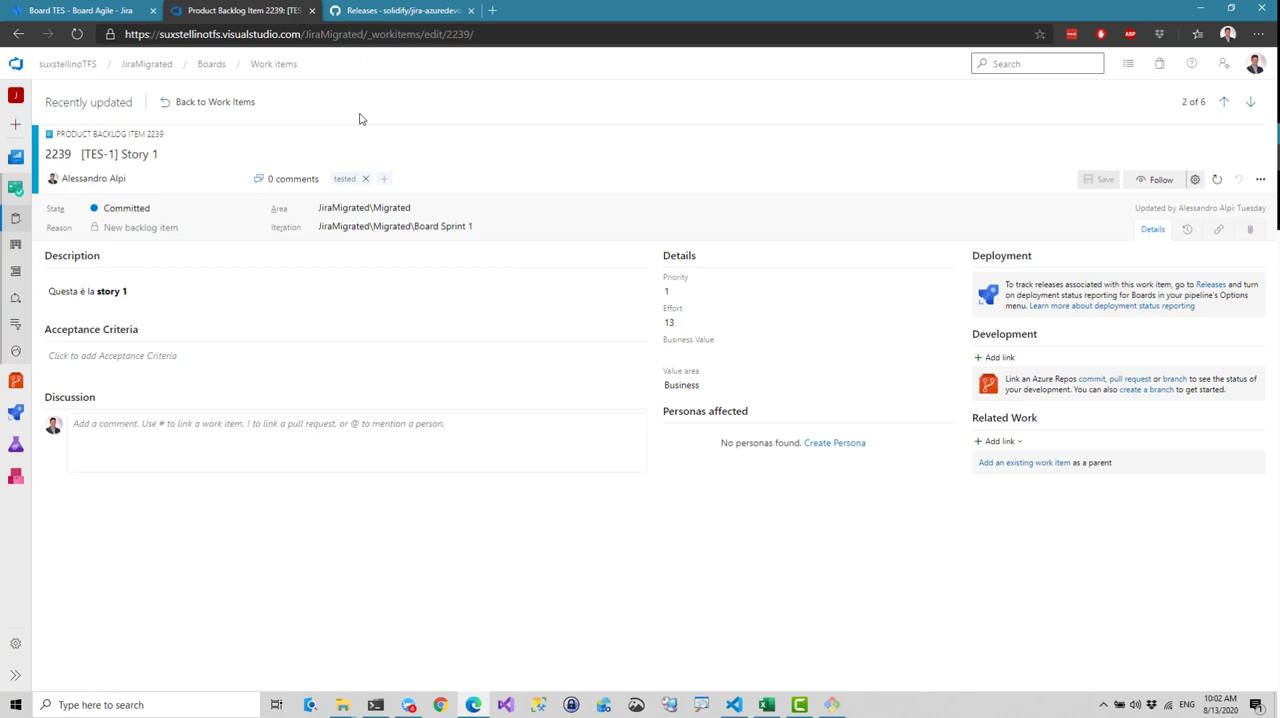 Board TES - Board Agile - Jira
Product Backlog Item 2239: [TES
Releases - solidify/jira-azuredevo
https://suxstellinotfs.visualstudio.com/JiraMigrated/_workitems/edit/2239/
ABP
suxstellinoTFS / JiraMigrated / Boards / Work items
Search
J
Recently updated
Back to Work Items
2 of 6
PRODUCT BACKLOG ITEM 2239
2239 [TES-1] Story 1
Alessandro Alpi
0 comments
tested
Save
Follow
State
Committed
Area
JiraMigrated\Migrated
Updated by Alessandro Alpi: Tuesday
Reason
New backlog item
Iteration
JiraMigrated\Migrated\Board Sprint 1
Details
Description
Questa è la story 1
Acceptance Criteria
Click to add Acceptance Criteria
Discussion
Add a comment. Use # to link a work item, ! to link a pull request, or @ to mention a person.
Details
Priority
1
Effort
13
Business Value
Value area
Business
Personas affected
No personas found. Create Persona
Deployment
To track releases associated with this work item, go to Releases and turn
on deployment status reporting for Boards in your pipeline's Options
menu. Learn more about deployment status reporting
Development
+ Add link
Link an Azure Repos commit, pull request or branch to see the status of
your development. You can also create a branch to get started.
Related Work
+ Add link
Add an existing work item as a parent
Type here to search
ENG
10:02 AM
8/13/2020